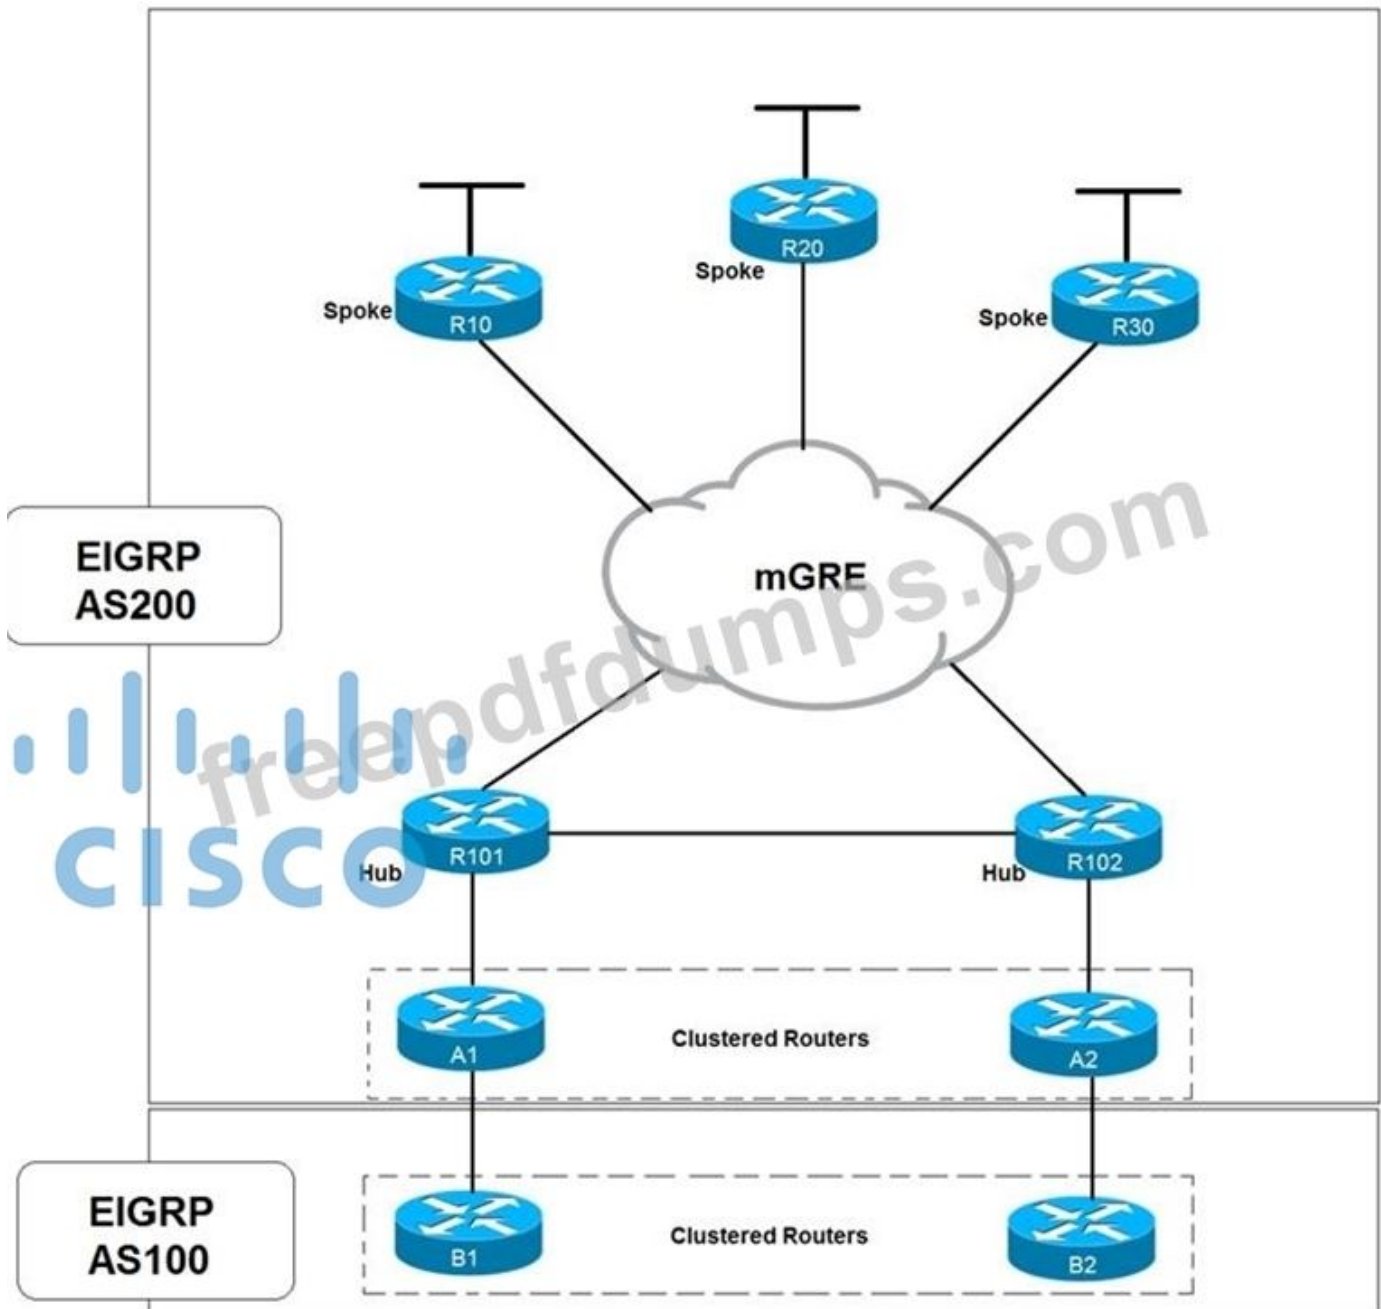 R20
Spoke
R10
Spoke
R30
Spoke
mGRE
EIGRP
AS200
freepdfdumps.com
CISCO
R101
Hub
R102
Hub
A1
Clustered Routers
A2
EIGRP
AS100
B1
Clustered Routers
B2